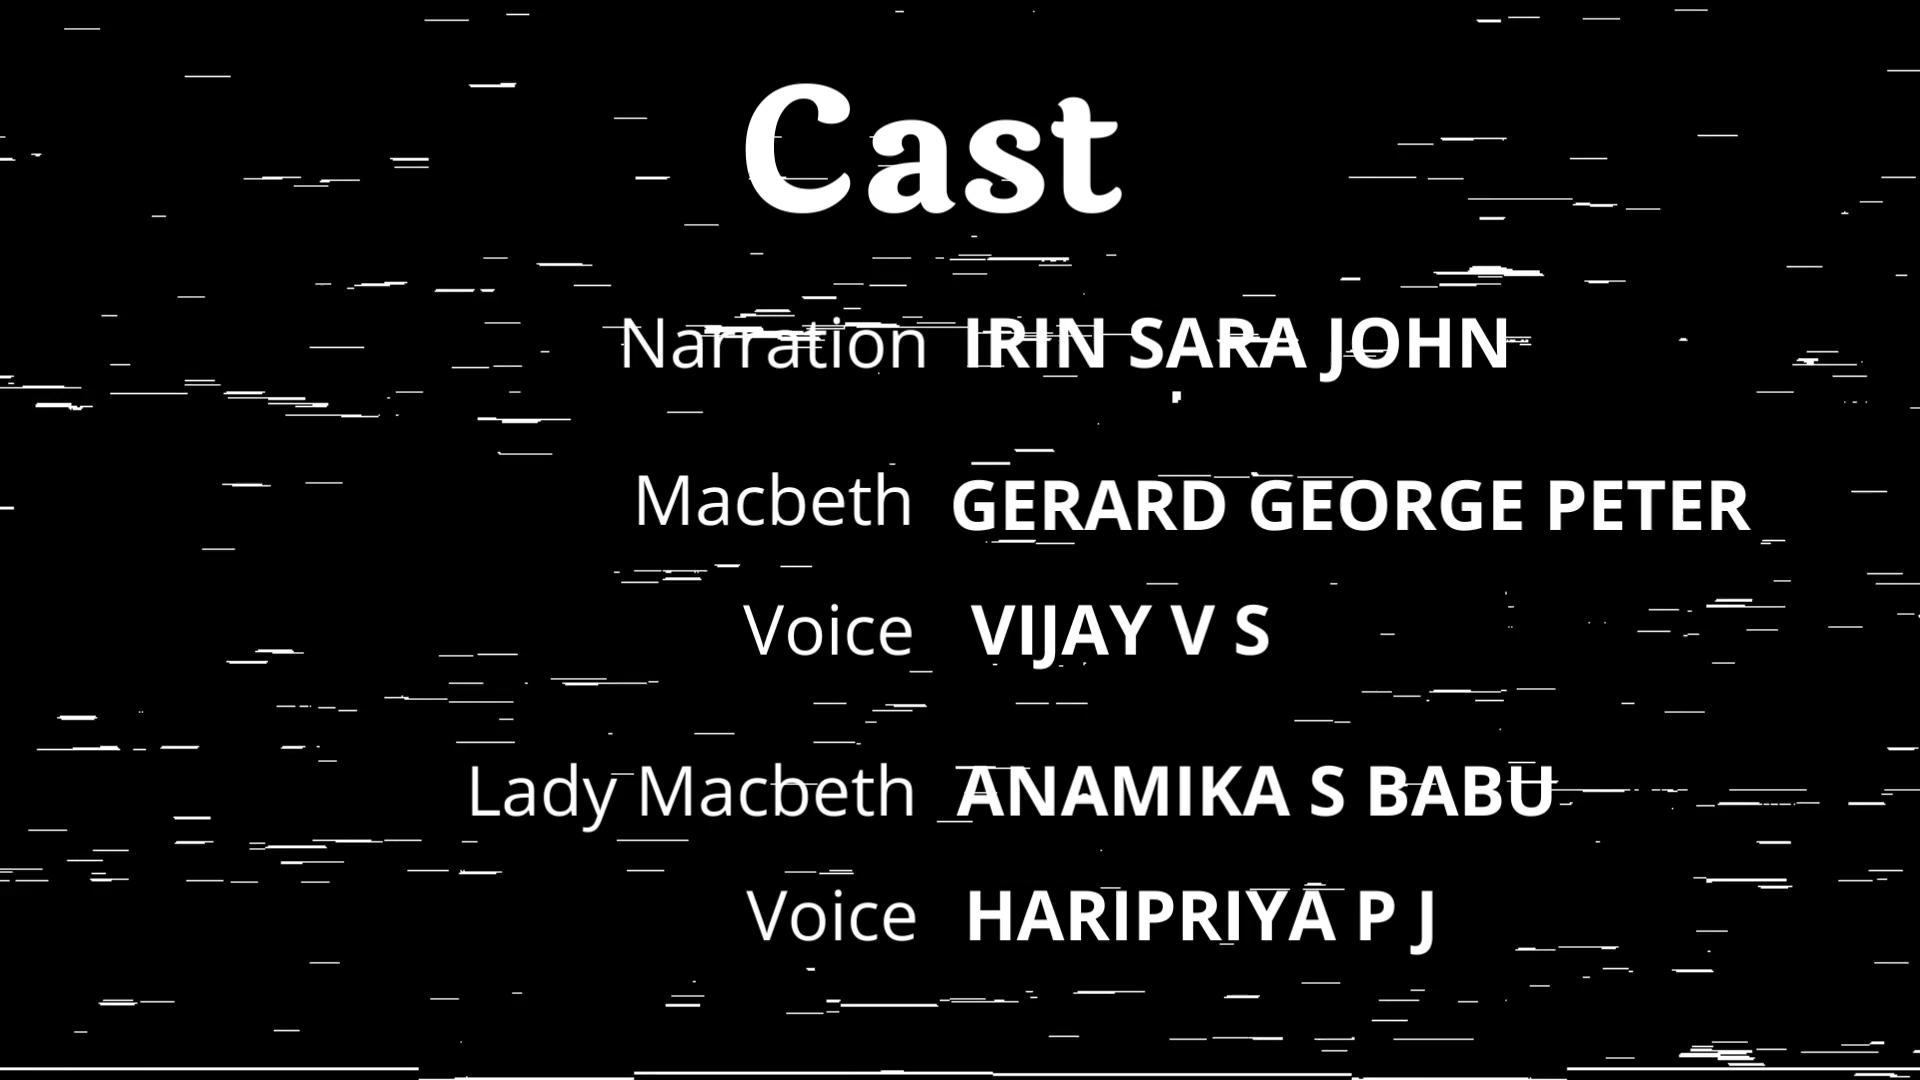 Cast
Narration IRIN SARA JOHN
Macbeth GERARD GEORGE PETER
Voice VIJAY V S
Lady Macbeth ANAMIKA S BABU
Voice HARIPRIYA P J